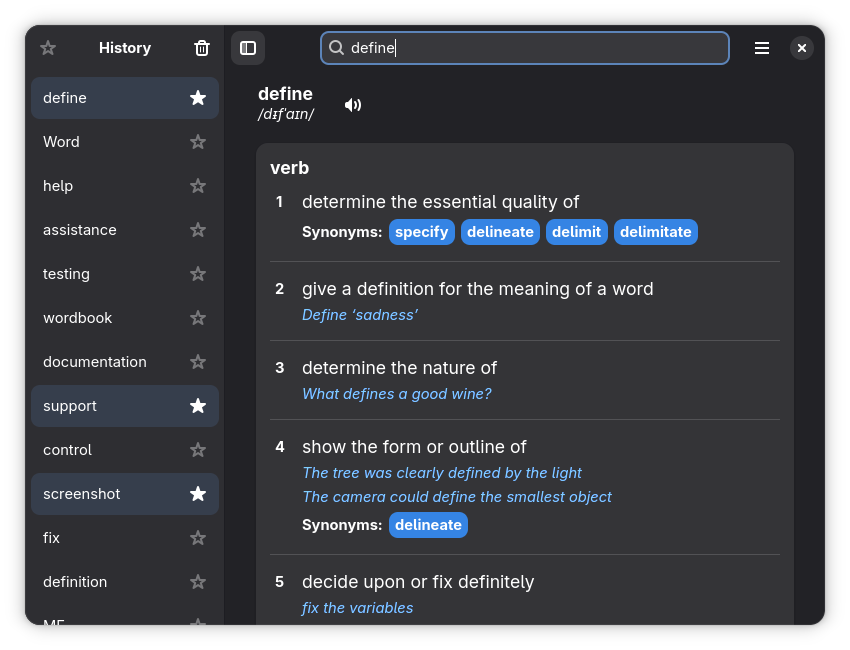 History
define
Word
help
assistance
testing
wordbook
documentation
support
control
screenshot
fix
definition
define
define
/dɪfˈaɪn/
verb
1 determine the essential quality of
Synonyms: specify delineate delimit delimitate
2 give a definition for the meaning of a word
Define ‘sadness’
3 determine the nature of
What defines a good wine?
4 show the form or outline of
The tree was clearly defined by the light
The camera could define the smallest object
Synonyms: delineate
5 decide upon or fix definitely
fix the variables